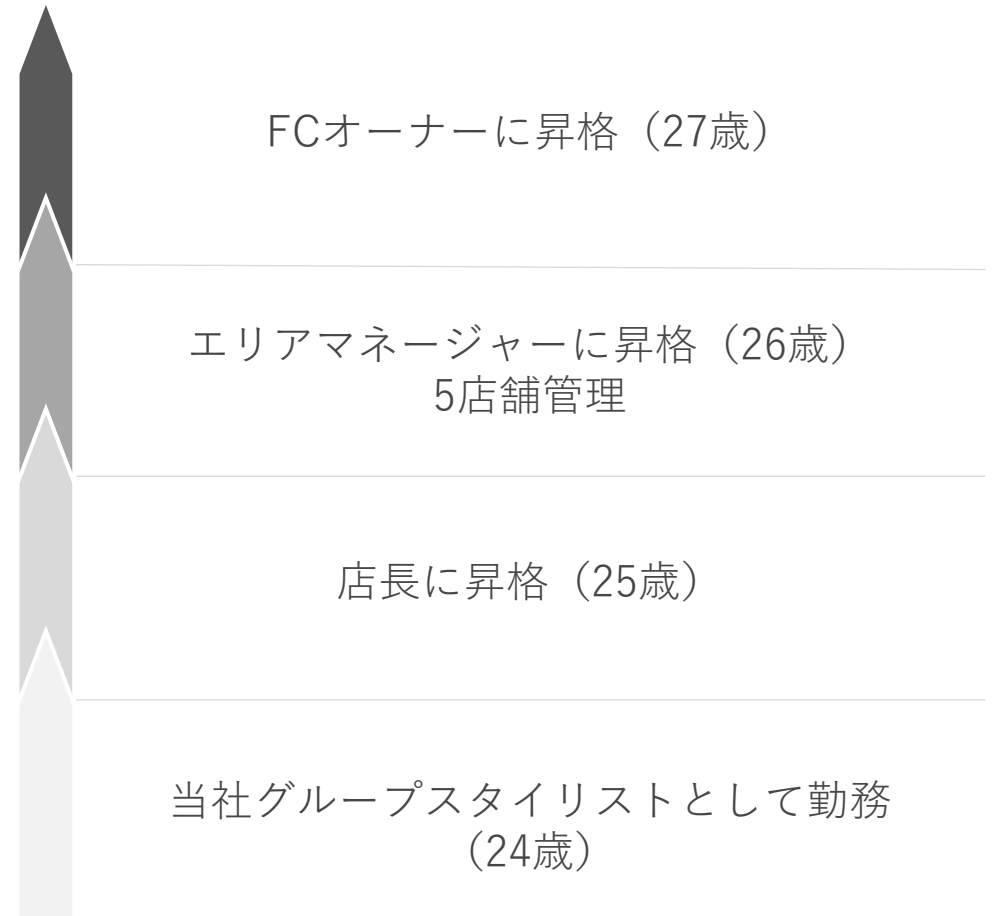 FCオーナーに昇格（27歳）
エリアマネージャーに昇格（26歳）
5店舗管理
店長に昇格（25歳）
当社グループスタイリストとして勤務
（24歳）